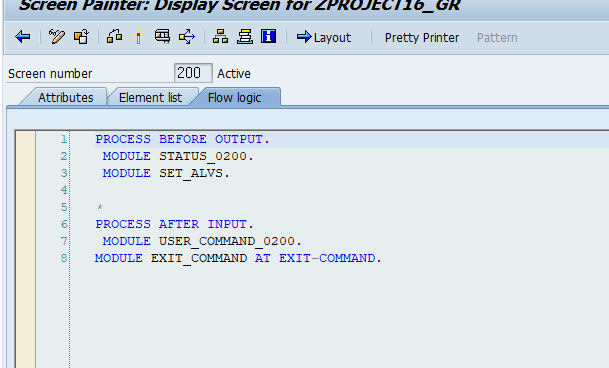 Screen Painter: Display Screen for ZPROJECT16_GR
Layout Pretty Printer Pattern
Screen number 200 Active
Attributes Element list Flow logic
1 PROCESS BEFORE OUTPUT.
2 MODULE STATUS_0200.
3 MODULE SET_ALVS.
4
5 *
6 PROCESS AFTER INPUT.
7 MODULE USER_COMMAND_0200.
8 MODULE EXIT_COMMAND AT EXIT-COMMAND.